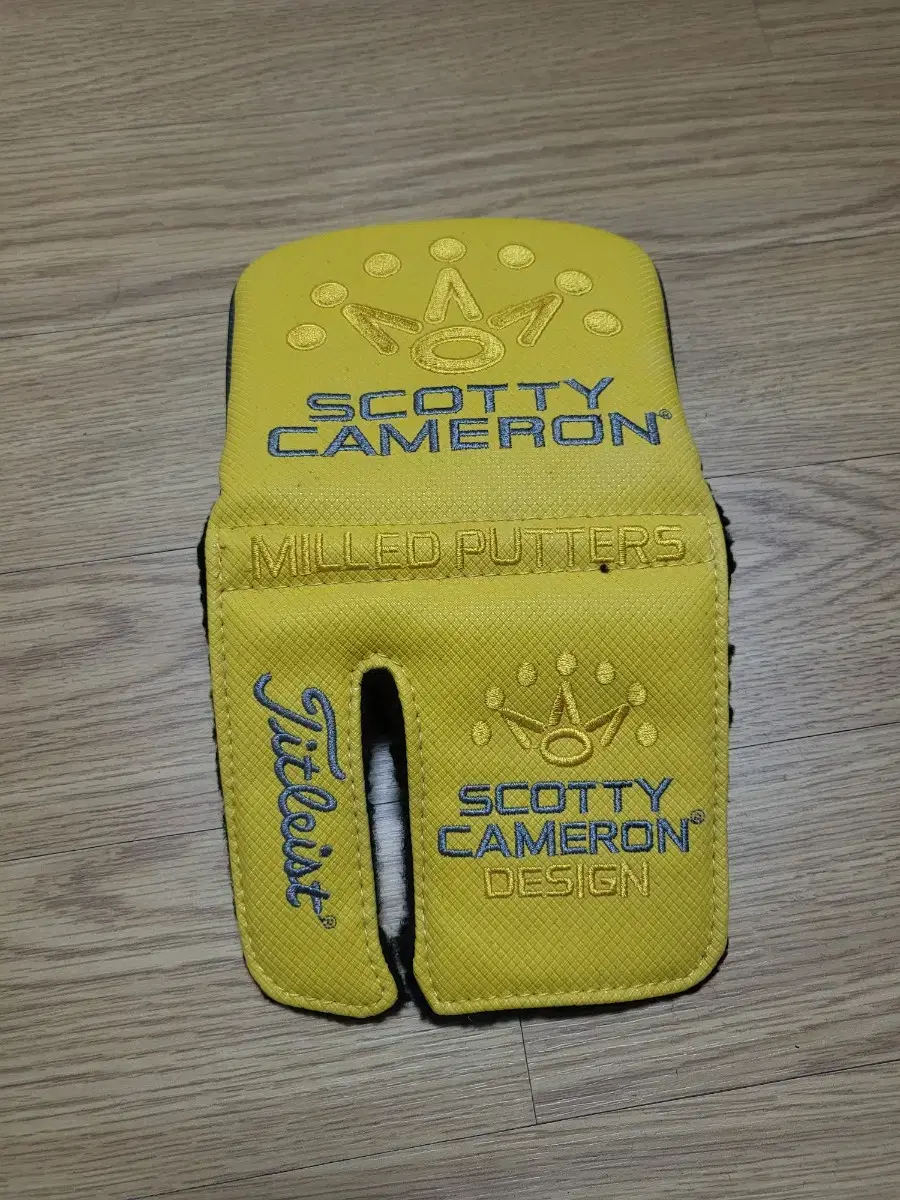 SCOTTY
CAMERON®
MILLED PUTTERS
Titleist®
SCOTTY
CAMERON®
DESIGN